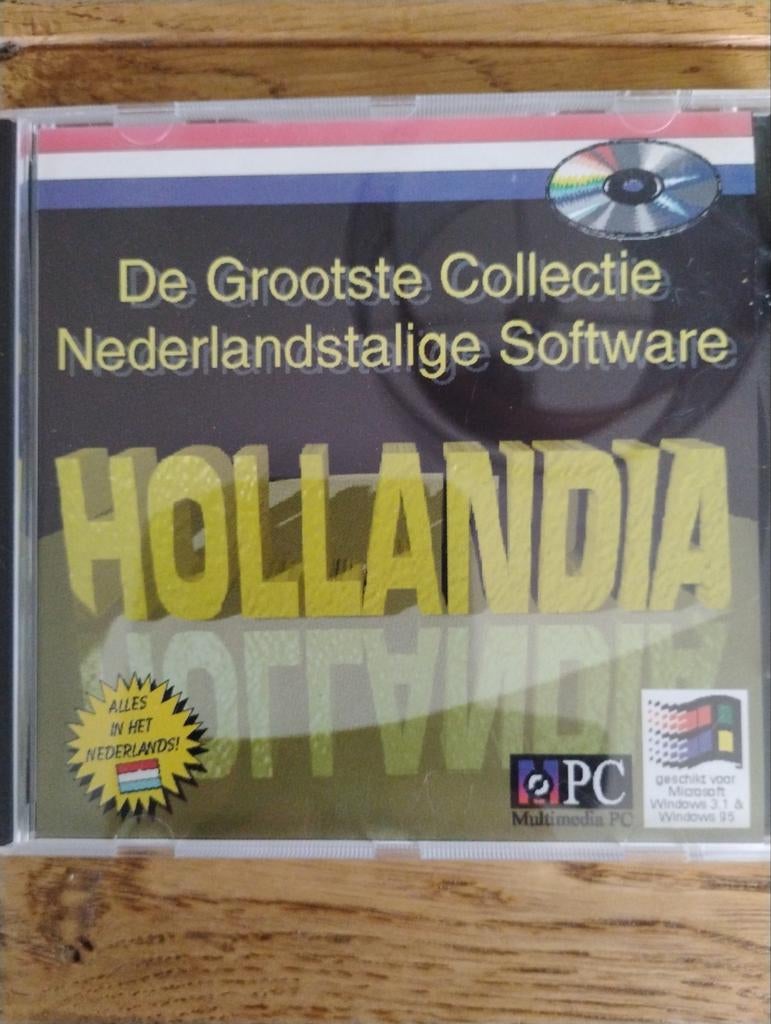 De Grootste Collectie
Nederlandstalige Software
HOLLANDIA
ALLES
IN HET
NEDERLANDS!
MPC
Multimedia PC
geschikt voor
Microsoft
Windows 3.1 &
Windows 95